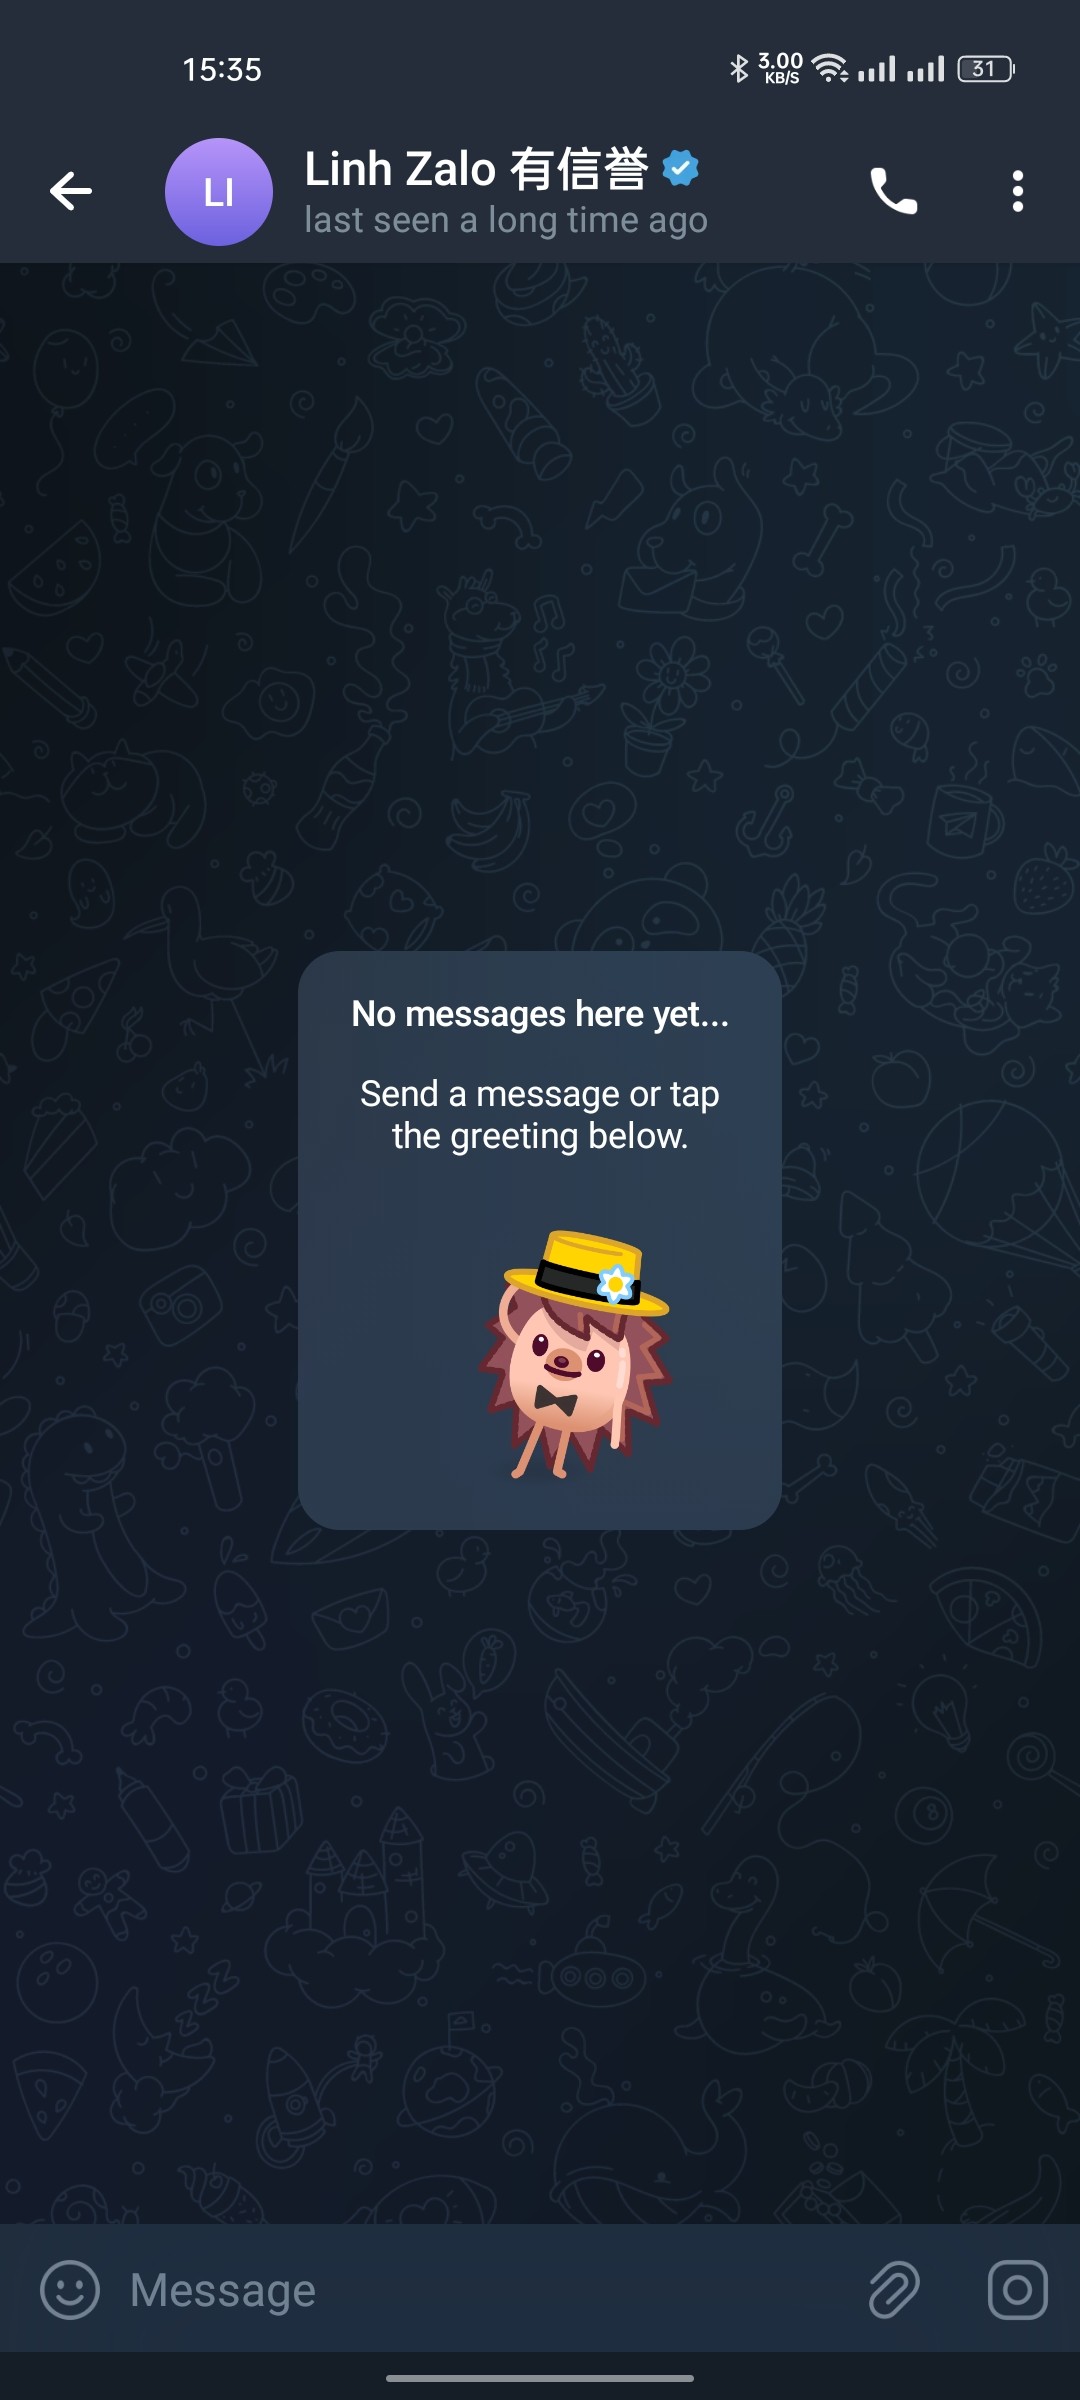 15:35
3.00
KB/S
31
LI
Linh Zalo 有信誉
last seen a long time ago
No messages here yet...
Send a message or tap
the greeting below.
Message